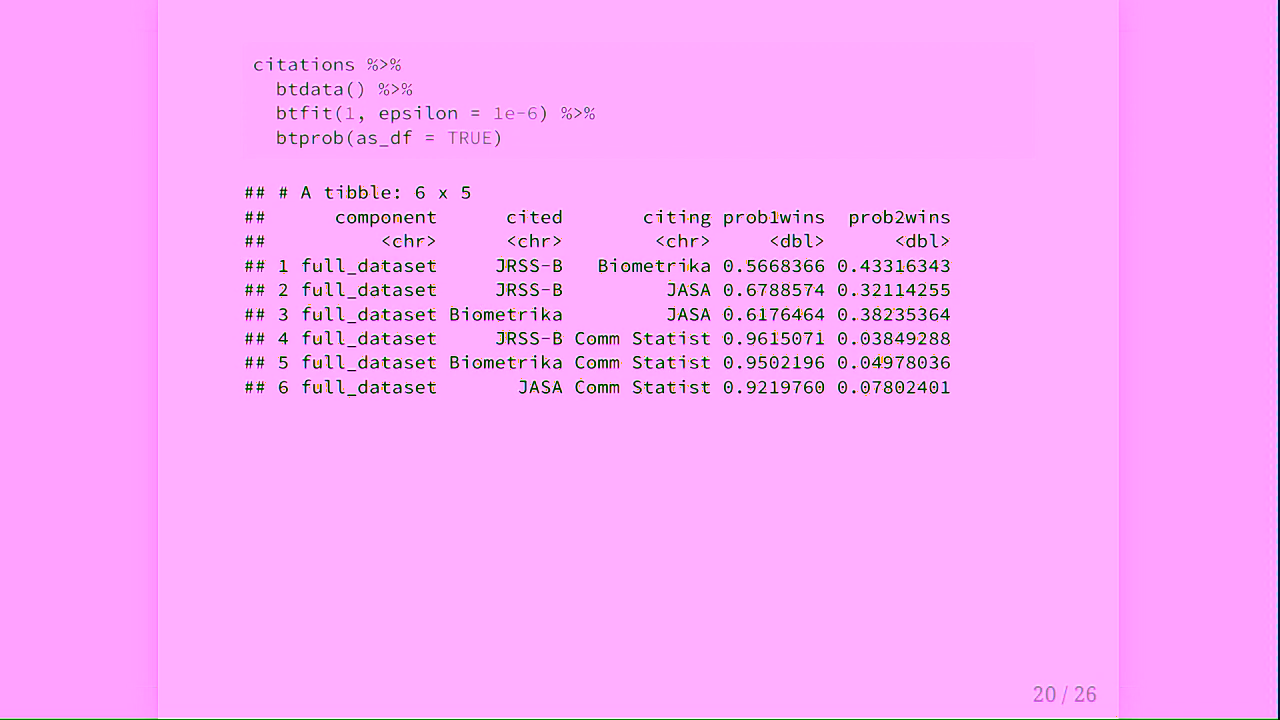 citations %>%
  btdata() %>%
  btfit(1, epsilon = 1e-6) %>%
  btprob(as_df = TRUE)
## # A tibble: 6 x 5
##      component      cited       citing prob1wins  prob2wins
##          <chr>      <chr>        <chr>     <dbl>      <dbl>
## 1 full_dataset     JRSS-B   Biometrika 0.5668366 0.43316343
## 2 full_dataset     JRSS-B         JASA 0.6788574 0.32114255
## 3 full_dataset Biometrika         JASA 0.6176464 0.38235364
## 4 full_dataset     JRSS-B Comm Statist 0.9615071 0.03849288
## 5 full_dataset Biometrika Comm Statist 0.9502196 0.04978036
## 6 full_dataset       JASA Comm Statist 0.9219760 0.07802401
20 / 26